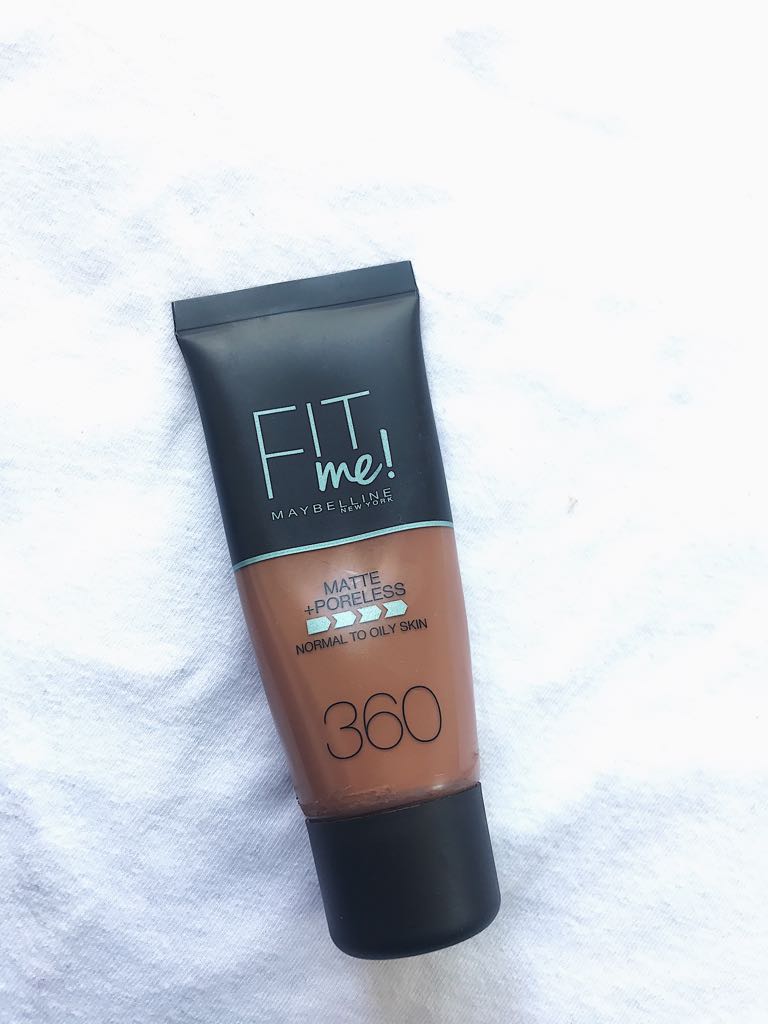 FIT
me!
MAYBELLINE
NEW YORK
MATTE
+PORELESS
NORMAL TO OILY SKIN
360